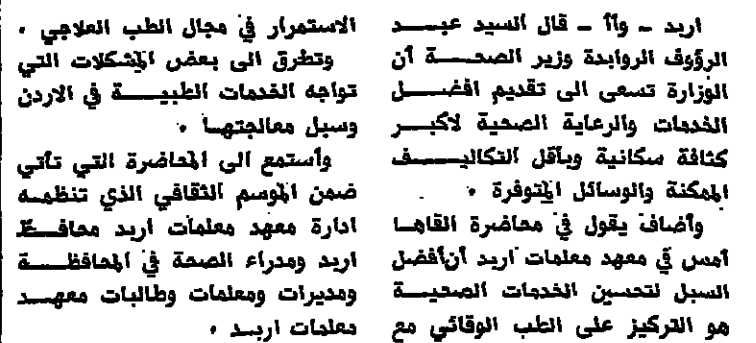 اربد ـ وأأ ـ قال السيد عبد
الرؤوف الروابدة وزير الصحة أن
الوزارة تسعى الى تقديم افضل
الخدمات والرعاية الصحية لاكبر
كثافة سكانية وبأقل التكاليف
الممكنة والوسائل المتوفرة .
وأضاف يقول في محاضرة القاها
أمس في معهد معلمات اربد أن أفضل
السبل لتحسين الخدمات الصحية
هو التركيز على الطب الوقائي مع
الاستمرار في مجال الطب العلاجي .
وتطرق الى بعض المشكلات التي
تواجه الخدمات الطبية في الاردن
وسبل معالجتها .
وأستمع الى المحاضرة التي تأتي
ضمن الموسم الثقافي الذي تنظمه
ادارة معهد معلمات اربد محافظ
اربد ومدراء الصحة في المحافظة
ومديرات ومعلمات وطالبات معهد
معلمات اربد .